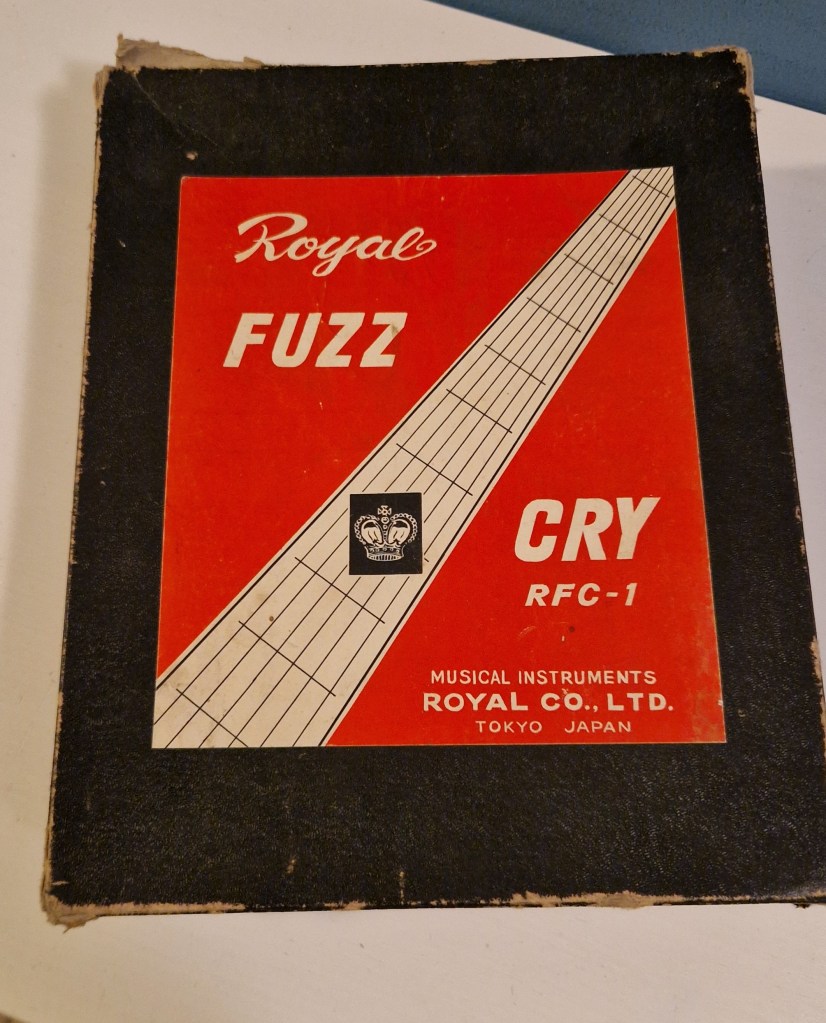 Royal
FUZZ
CRY
RFC-1
MUSICAL INSTRUMENTS
ROYAL CO., LTD.
TOKYO JAPAN